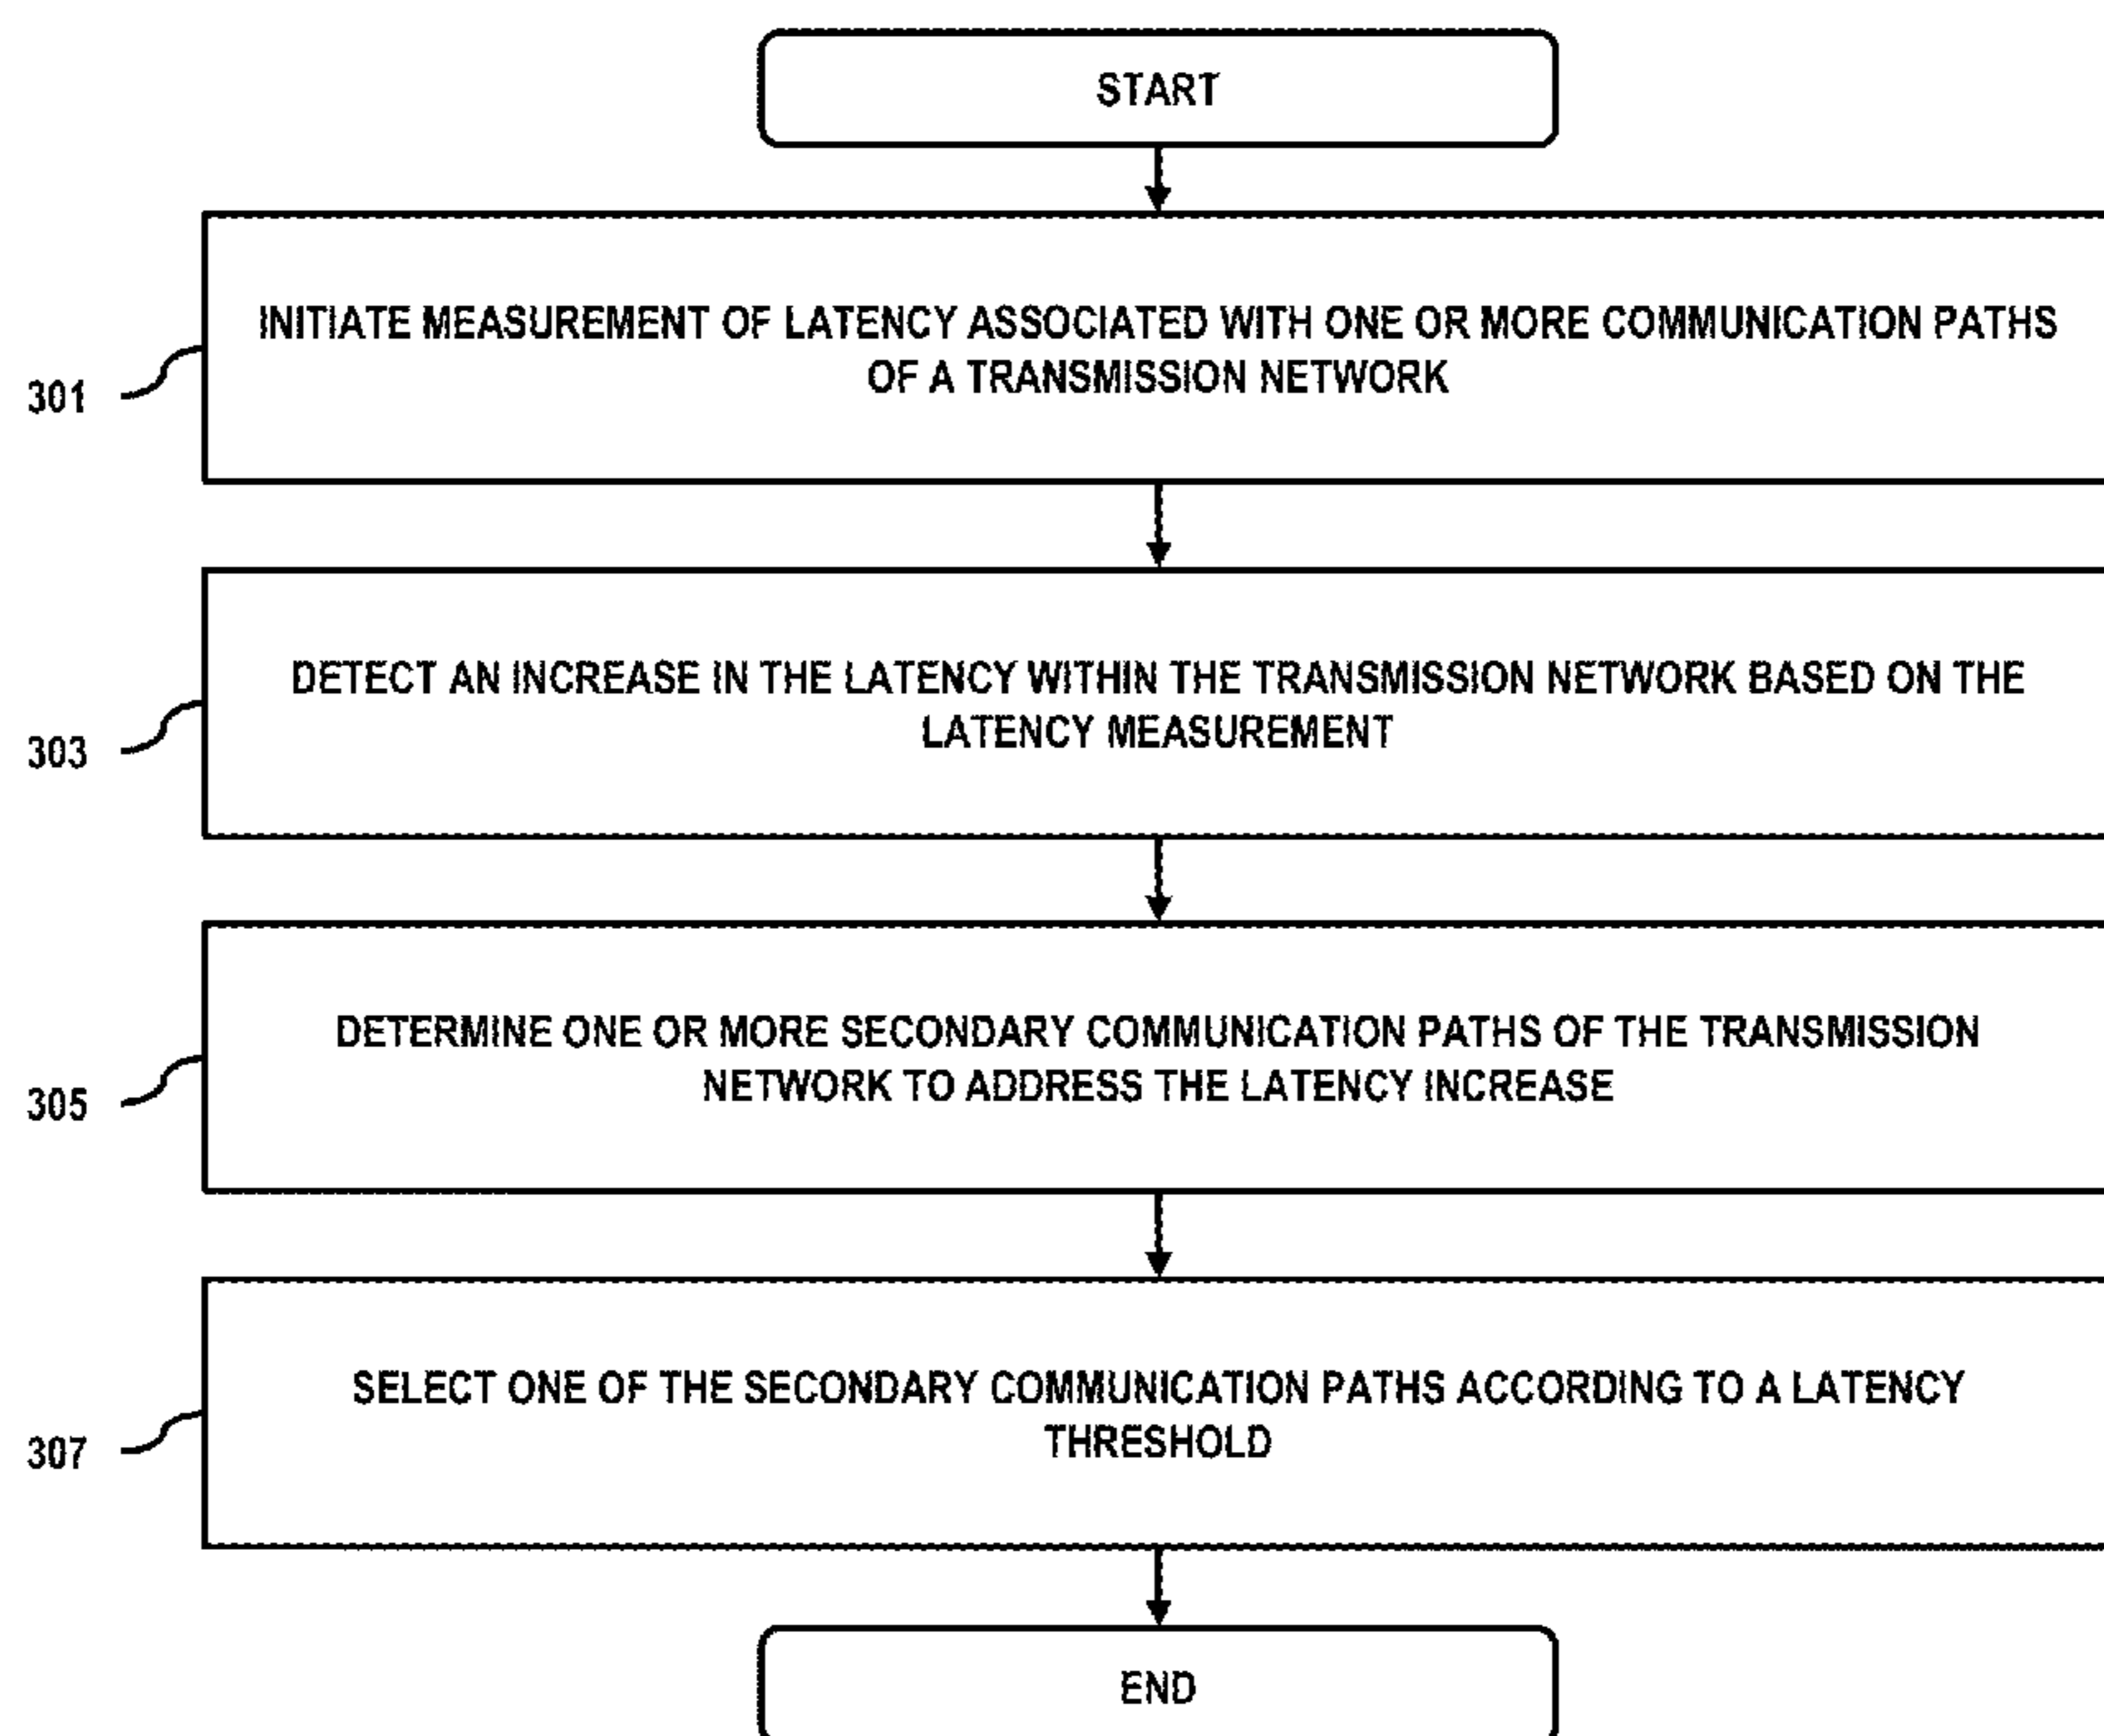 START
INITIATE MEASUREMENT OF LATENCY ASSOCIATED WITH ONE OR MORE COMMUNICATION PATHS
OF A TRANSMISSION NETWORK
301
DETECT AN INCREASE IN THE LATENCY WITHIN THE TRANSMISSION NETWORK BASED ON THE
LATENCY MEASUREMENT
303
DETERMINE ONE OR MORE SECONDARY COMMUNICATION PATHS OF THE TRANSMISSION
NETWORK TO ADDRESS THE LATENCY INCREASE
305
SELECT ONE OF THE SECONDARY COMMUNICATION PATHS ACCORDING TO A LATENCY
THRESHOLD
307
END